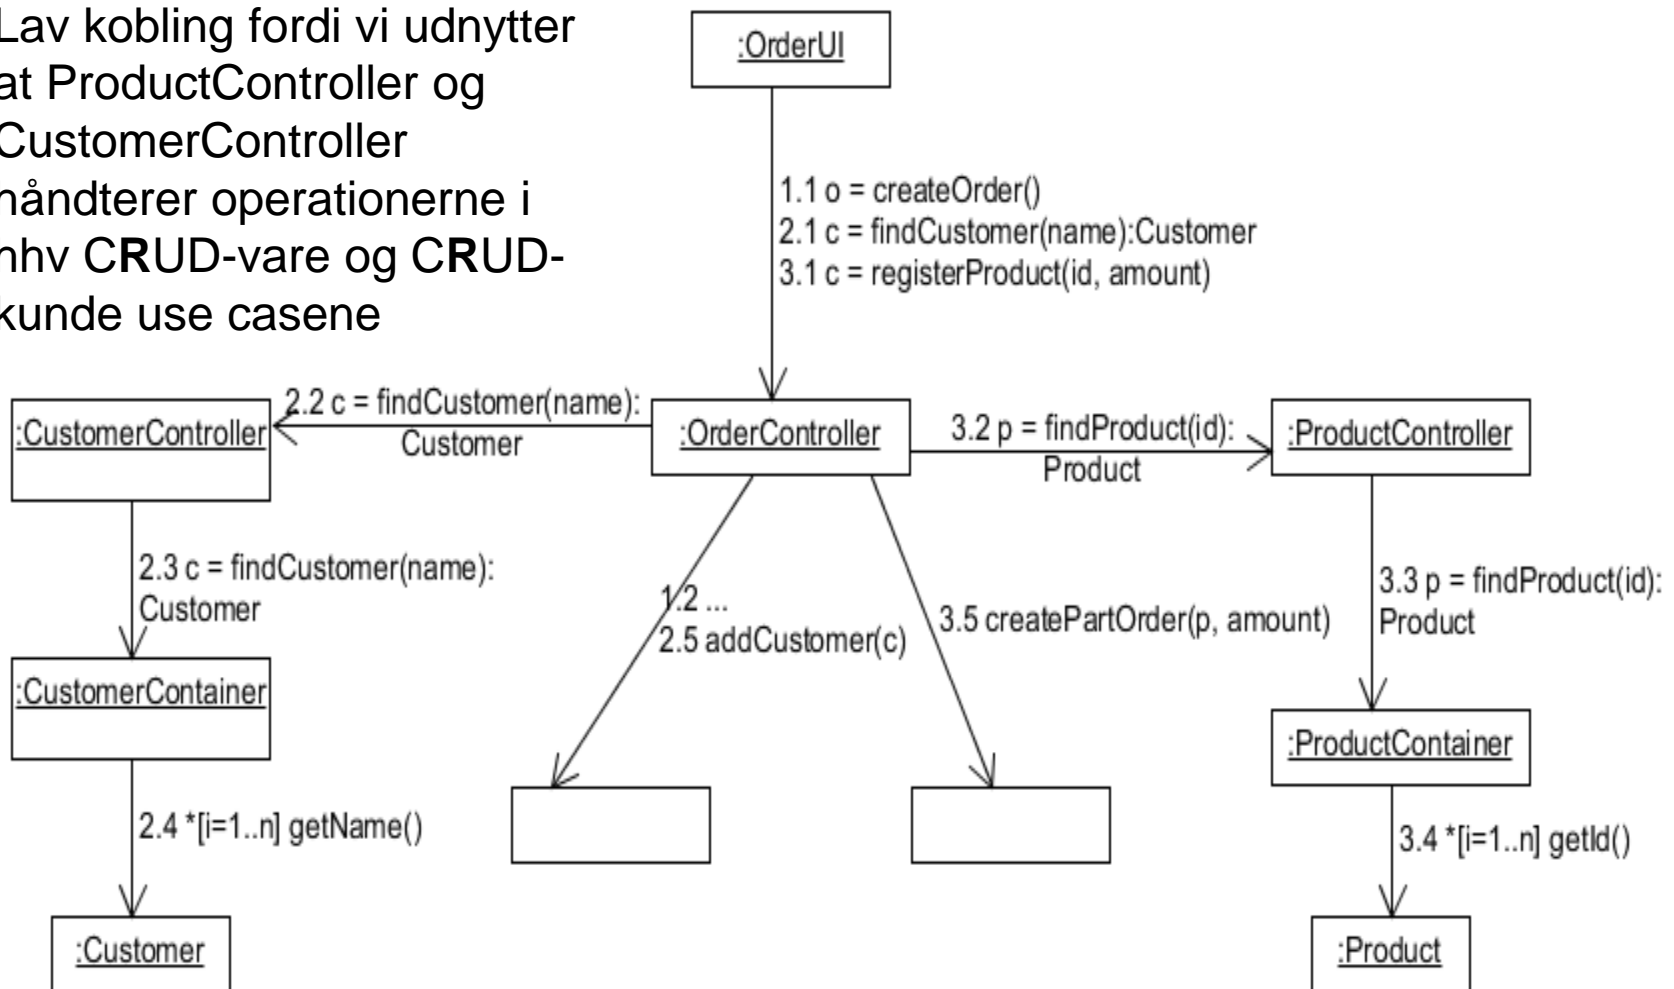 Lav kobling fordi vi udnytter
at ProductController og
CustomerController
håndterer operationerne i
nhv CRUD-vare og CRUD-
kunde use casene
:OrderUI
1.1 o = createOrder()
2.1 c = findCustomer(name):Customer
3.1 c = registerProduct(id, amount)
:CustomerController
2.2 c = findCustomer(name):
Customer
:OrderController
3.2 p = findProduct(id):
Product
:ProductController
2.3 c = findCustomer(name):
Customer
1.2 ...
2.5 addCustomer(c)
3.5 createPartOrder(p, amount)
3.3 p = findProduct(id):
Product
:CustomerContainer
:ProductContainer
2.4 *[i=1..n] getName()
3.4 *[i=1..n] getId()
:Customer
:Product